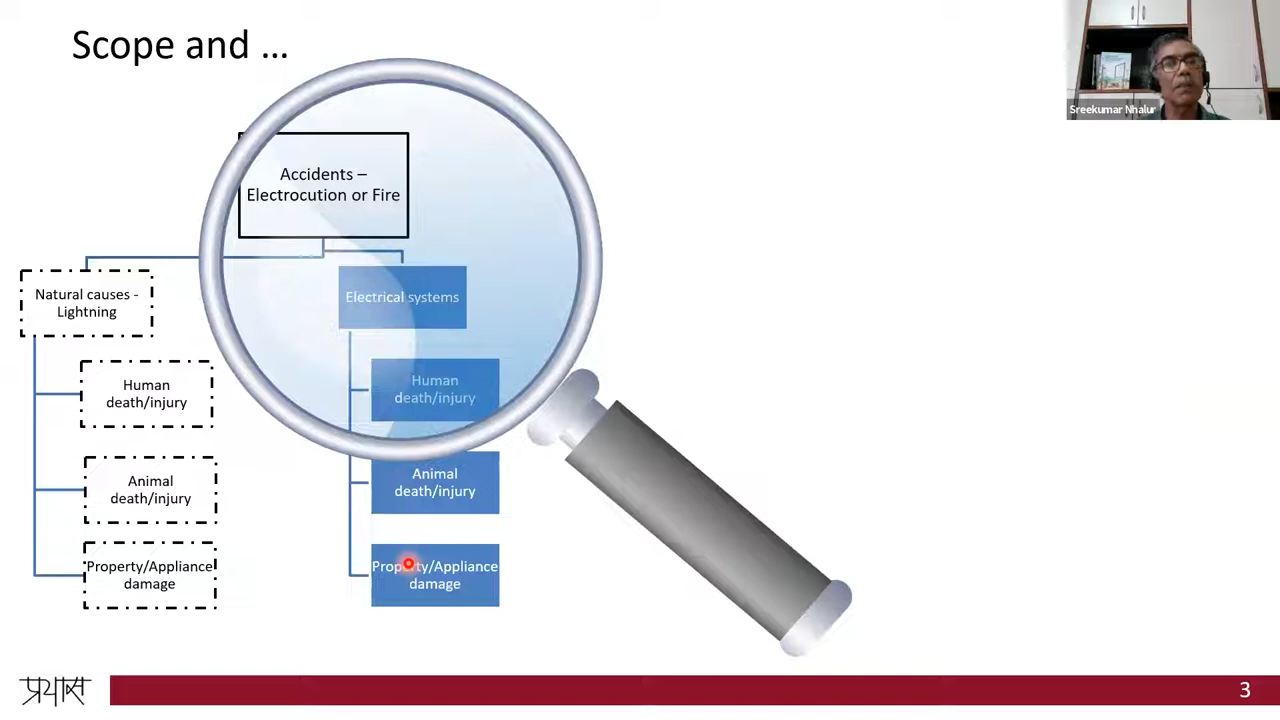 Scope and …
Sreekumar Nhalur
Accidents –
Electrocution or Fire
Natural causes -
Lightning
Human
death/injury
Animal
death/injury
Property/Appliance
damage
Electrical systems
Human
death/injury
Animal
death/injury
Property/Appliance
damage
प्रयास
3